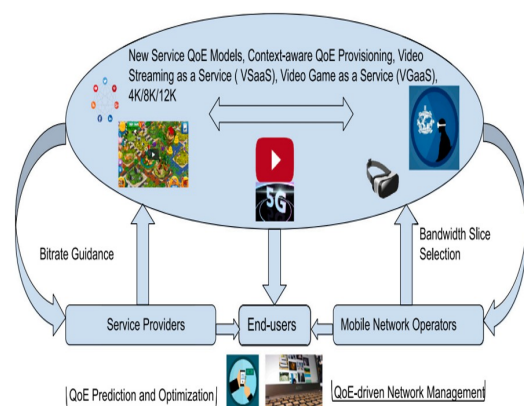 New Service QoE Models, Context-aware QoE Provisioning, Video
Streaming as a Service ( VSaaS), Video Game as a Service (VGaaS),
4K/8K/12K
5G
Bitrate Guidance
Bandwidth Slice
Selection
Service Providers
End-users
Mobile Network Operators
QoE Prediction and Optimization
QoE-driven Network Management